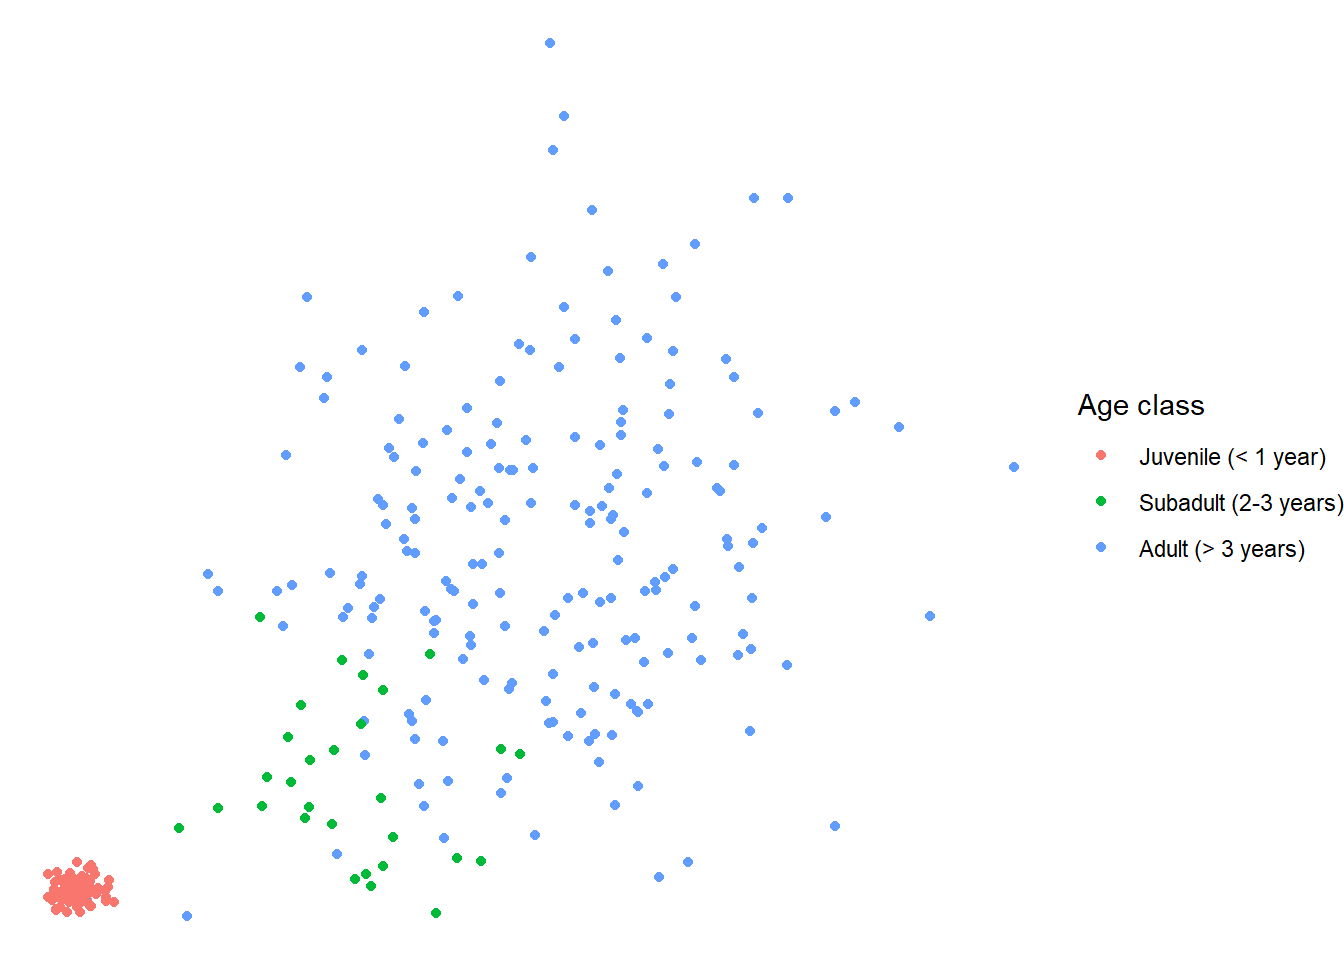 Age class
Juvenile (< 1 year)
Subadult (2-3 years)
Adult (> 3 years)